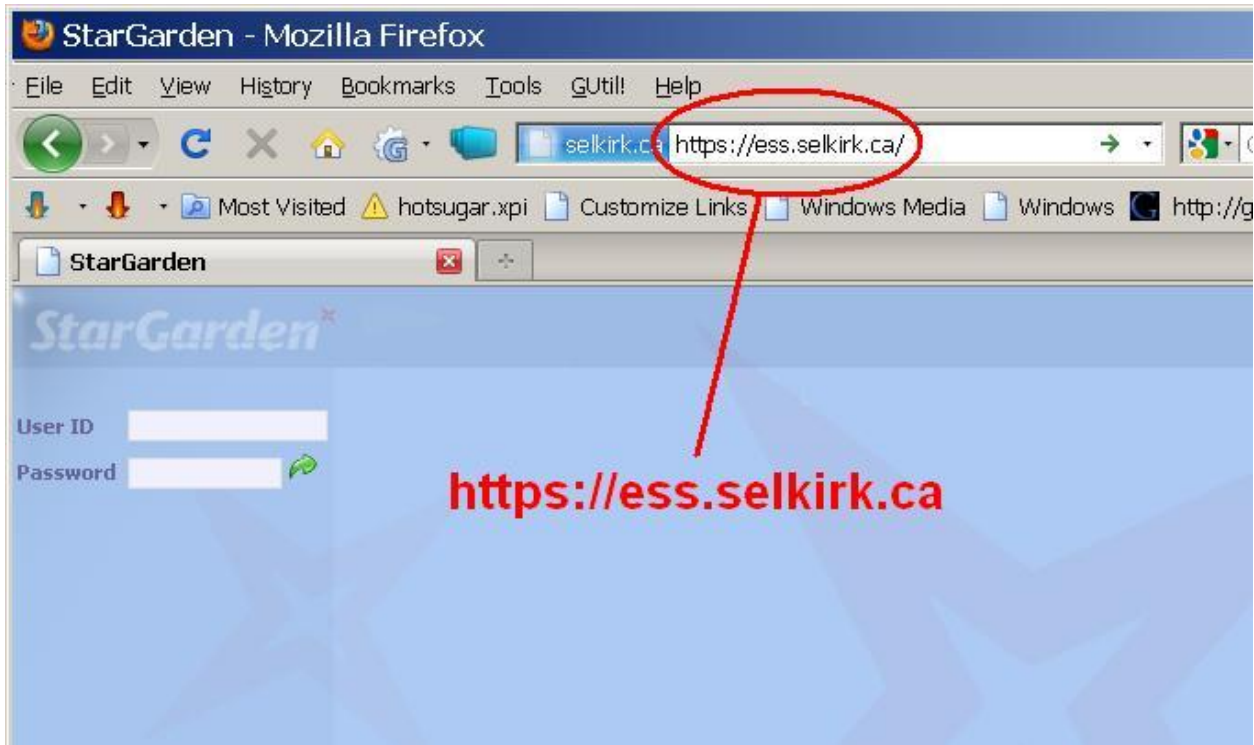 StarGarden - Mozilla Firefox
File Edit View History Bookmarks Tools GUtil! Help
selkirk.ca https://ess.selkirk.ca/
Most Visited hotsugar.xpi Customize Links Windows Media Windows http://g
StarGarden
StarGarden
User ID
Password
https://ess.selkirk.ca